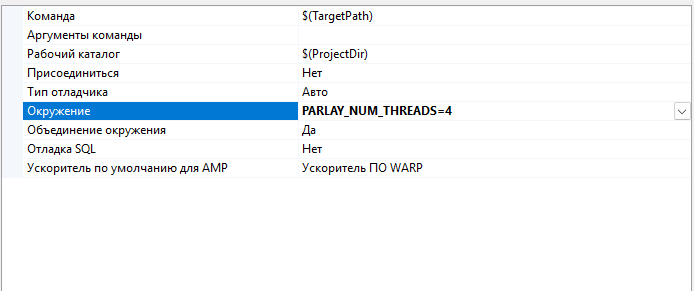 Команда $(TargetPath)
Аргументы команды
Рабочий каталог $(ProjectDir)
Присоединиться Нет
Тип отладчика Авто
Окружение PARLAY_NUM_THREADS=4
Объединение окружения Да
Отладка SQL Нет
Ускоритель по умолчанию для AMP Ускоритель ПО WARP